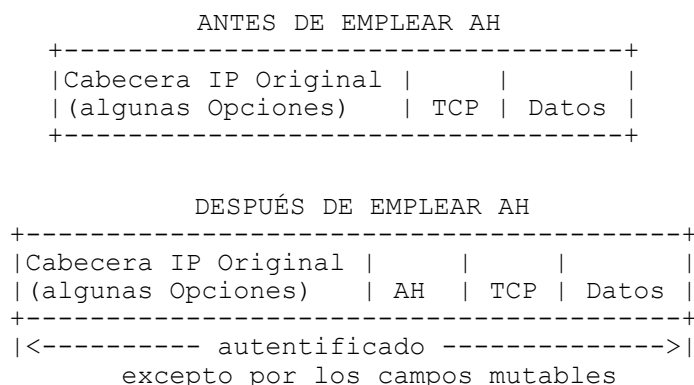 ANTES DE EMPLEAR AH
+-----------------------------------+
|Cabecera IP Original | | |
|(algunas Opciones) | TCP | Datos |
+-----------------------------------+
DESPUÉS DE EMPLEAR AH
+-----------------------------------------+
|Cabecera IP Original | | | |
|(algunas Opciones) | AH | TCP | Datos |
+-----------------------------------------+
|<---------- autentificado -------------->|
excepto por los campos mutables